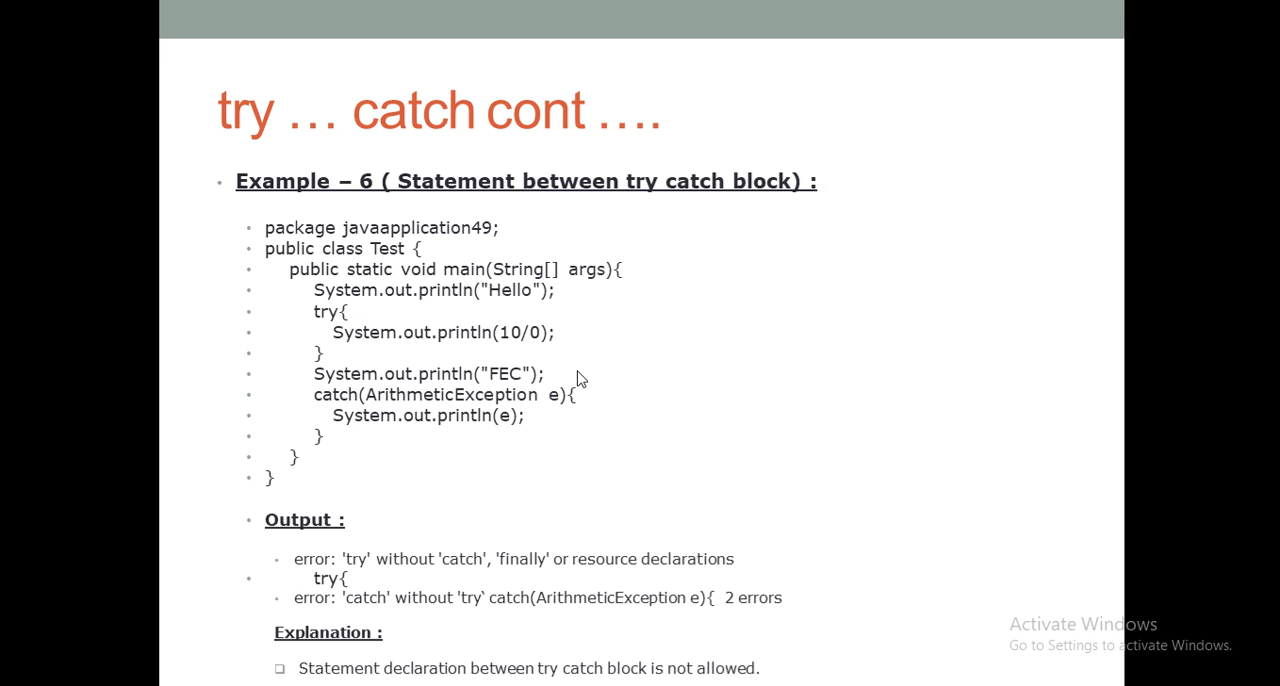 try … catch cont ….
Example – 6 ( Statement between try catch block) :
package javaapplication49;
public class Test {
public static void main(String[] args){
System.out.println("Hello");
try{
System.out.println(10/0);
}
System.out.println("FEC");
catch(ArithmeticException e){
System.out.println(e);
}
}
}
Output :
error: 'try' without 'catch', 'finally' or resource declarations
try{
error: 'catch' without 'try` catch(ArithmeticException e){ 2 errors
Explanation :
Statement declaration between try catch block is not allowed.
Activate Windows
Go to Settings to activate Windows.